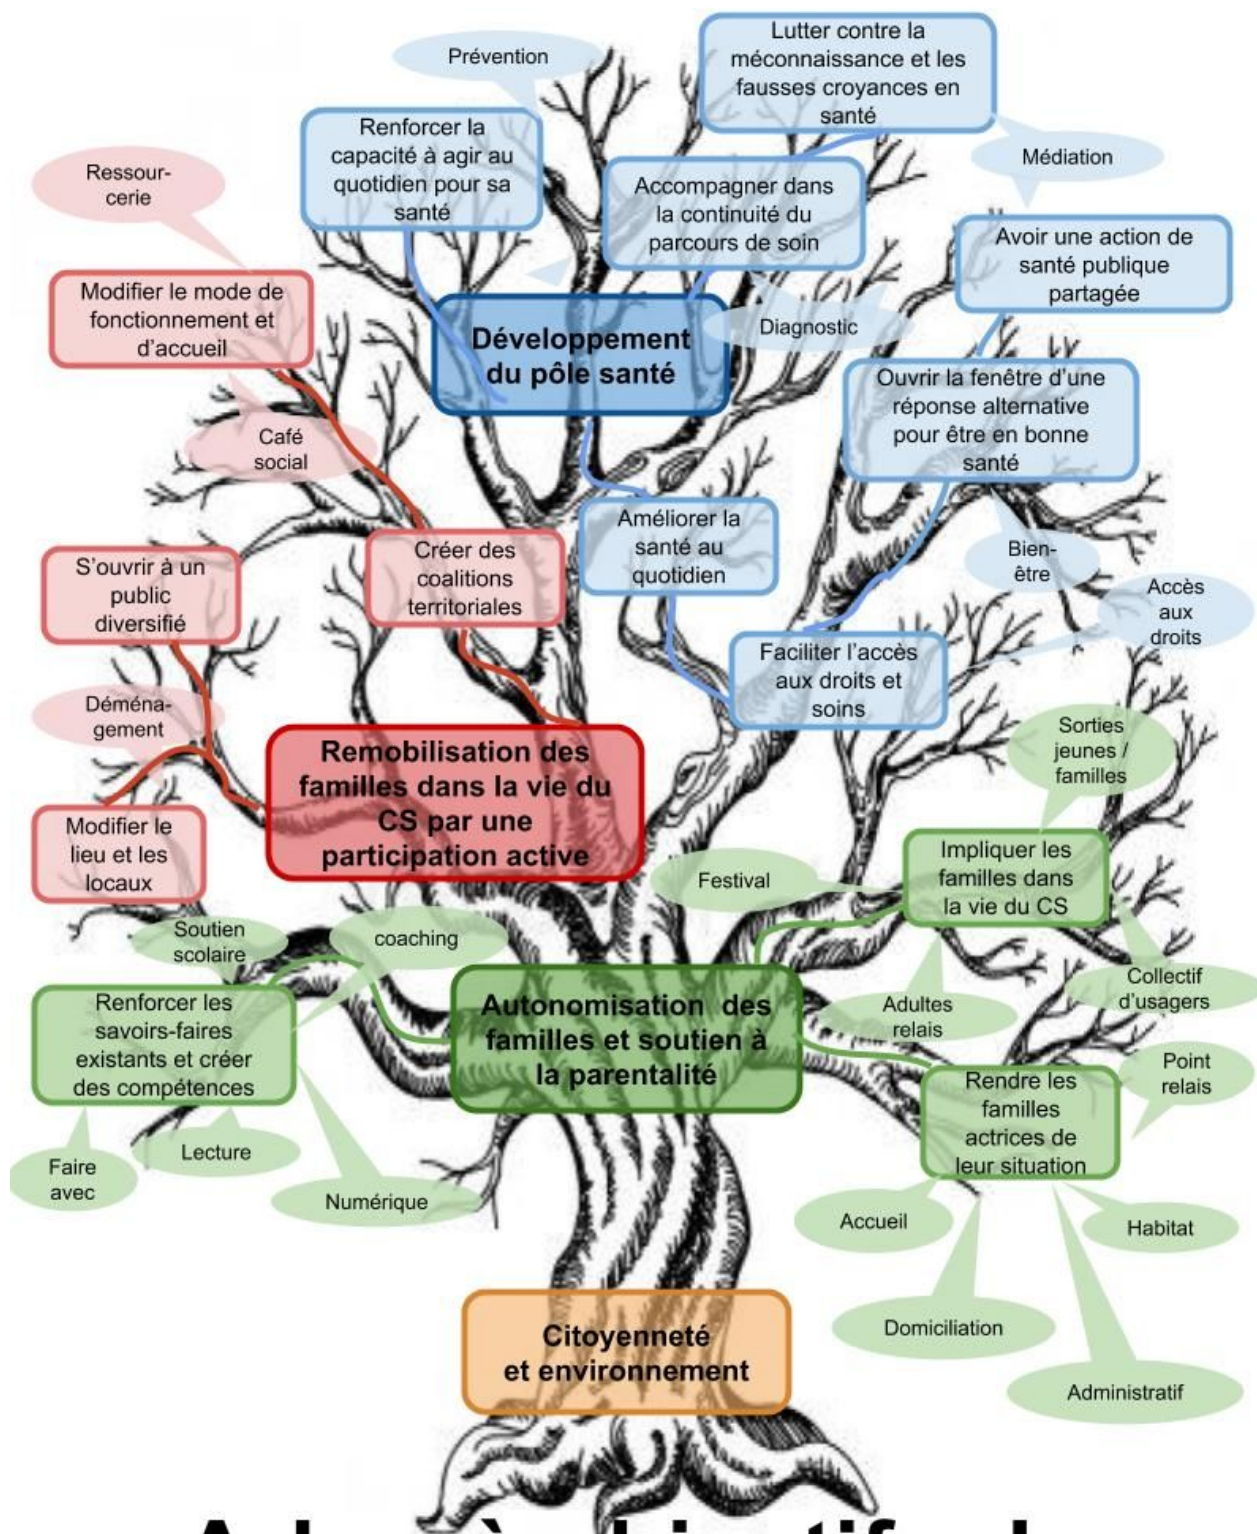 Lutter contre la
méconnaissance et les
fausses croyances en
santé
Prévention
Renforcer la
capacité à agir au
quotidien pour sa
santé
Médiation
Ressour-
cerie
Accompagner dans
la continuité du
parcours de soin
Avoir une action de
santé publique
partagée
Modifier le mode de
fonctionnement et
d’accueil
Développement
du pôle santé
Diagnostic
Ouvrir la fenêtre d’une
réponse alternative
pour être en bonne
santé
Café
social
Améliorer la
santé au
quotidien
Créer des
coalitions
territoriales
Bien-
être
S’ouvrir à un
public
diversifié
Accès
aux
droits
Faciliter l’accès
aux droits et
soins
Déména-
gement
Sorties
jeunes /
familles
Remobilisation des
familles dans la vie du
CS par une
participation active
Modifier le
lieu et les
locaux
Impliquer les
familles dans
la vie du CS
Festival
Soutien
scolaire
coaching
Collectif
d’usagers
Adultes
relais
Renforcer les
savoirs-faires
existants et créer
des compétences
Autonomisation des
familles et soutien à
la parentalité
Point
relais
Rendre les
familles
actrices de
leur situation
Lecture
Faire
avec
Numérique
Accueil
Habitat
Domiciliation
Citoyenneté
et environnement
Administratif